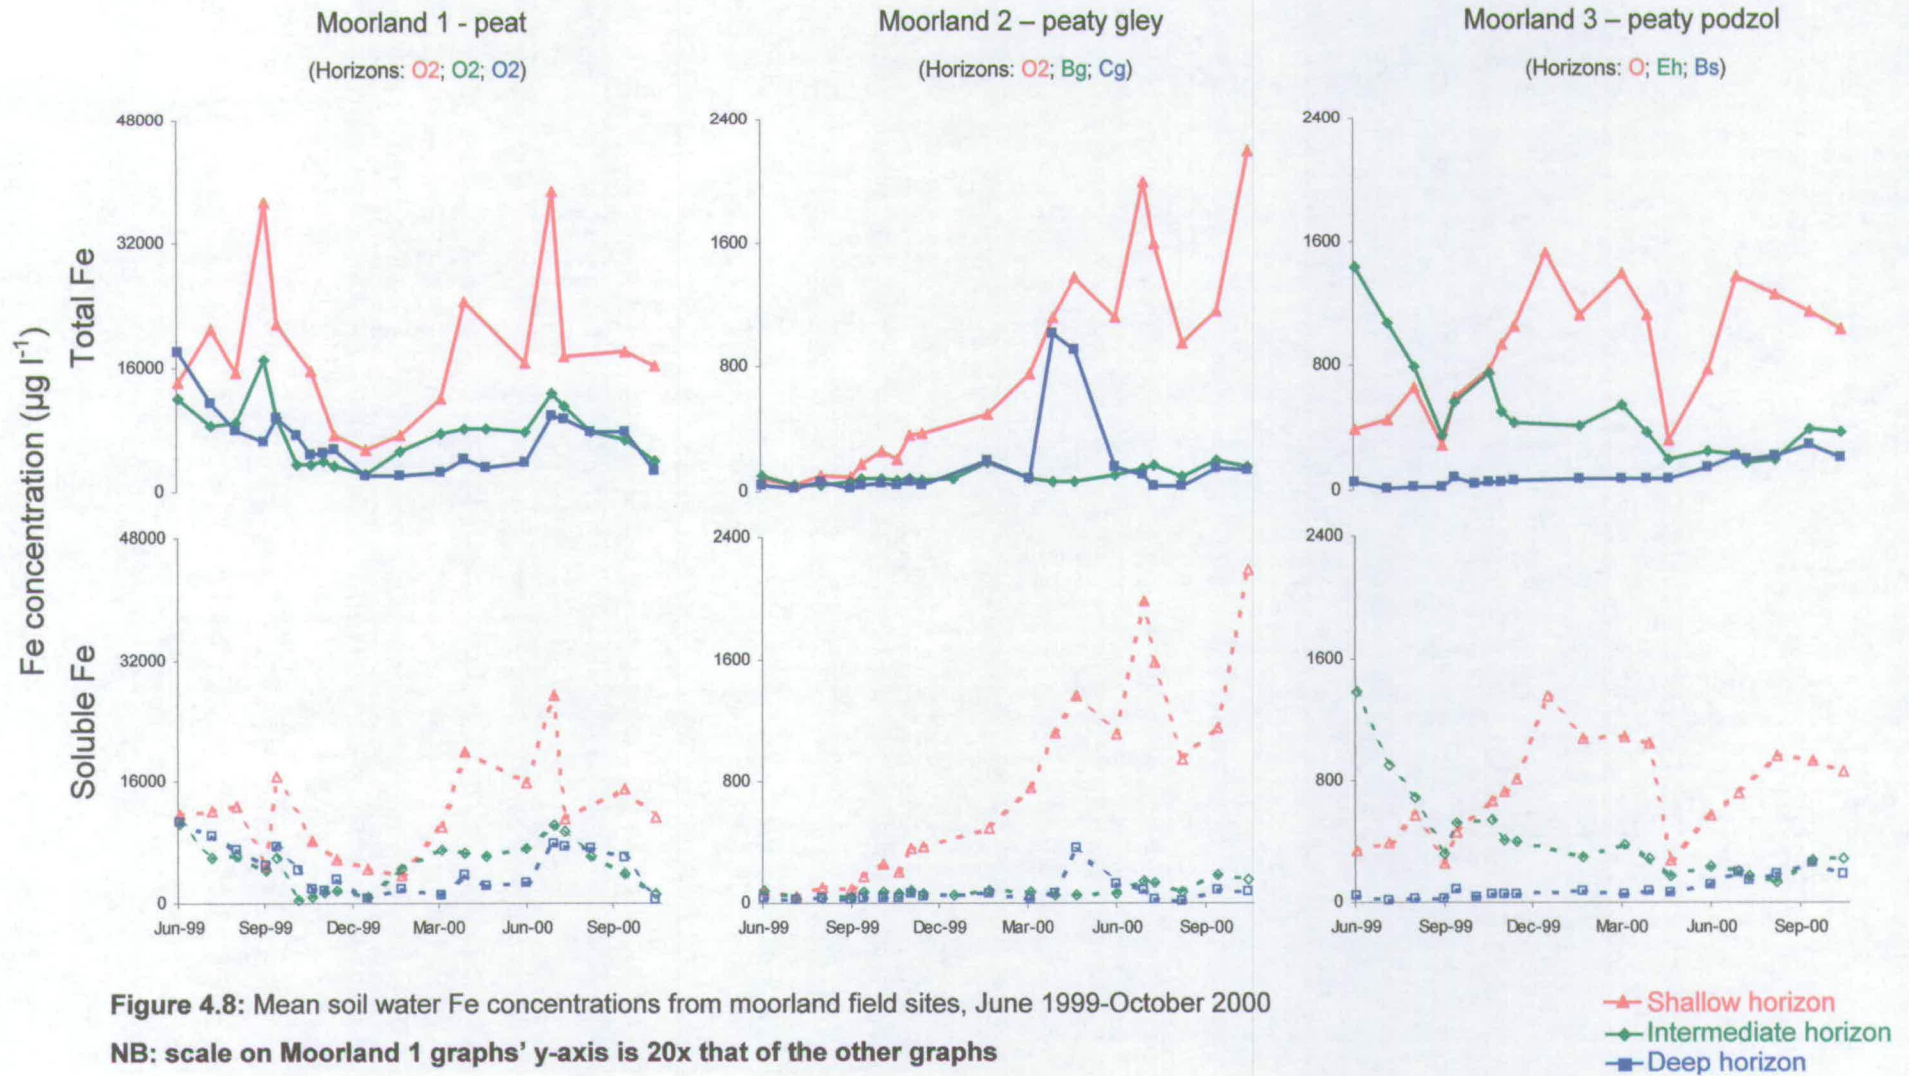 Moorland 1 - peat
(Horizons: O2; O2; O2)
Moorland 2 – peaty gley
(Horizons: O2; Bg; Cg)
Moorland 3 – peaty podzol
(Horizons: O; Eh; Bs)
Fe concentration (µg l⁻¹)
Total Fe
48000
32000
16000
0
2400
1600
800
0
2400
1600
800
0
Soluble Fe
48000
32000
16000
0
Jun-99 Sep-99 Dec-99 Mar-00 Jun-00 Sep-00
2400
1600
800
0
Jun-99 Sep-99 Dec-99 Mar-00 Jun-00 Sep-00
2400
1600
800
0
Jun-99 Sep-99 Dec-99 Mar-00 Jun-00 Sep-00
Figure 4.8: Mean soil water Fe concentrations from moorland field sites, June 1999-October 2000
NB: scale on Moorland 1 graphs' y-axis is 20x that of the other graphs
Shallow horizon
Intermediate horizon
Deep horizon